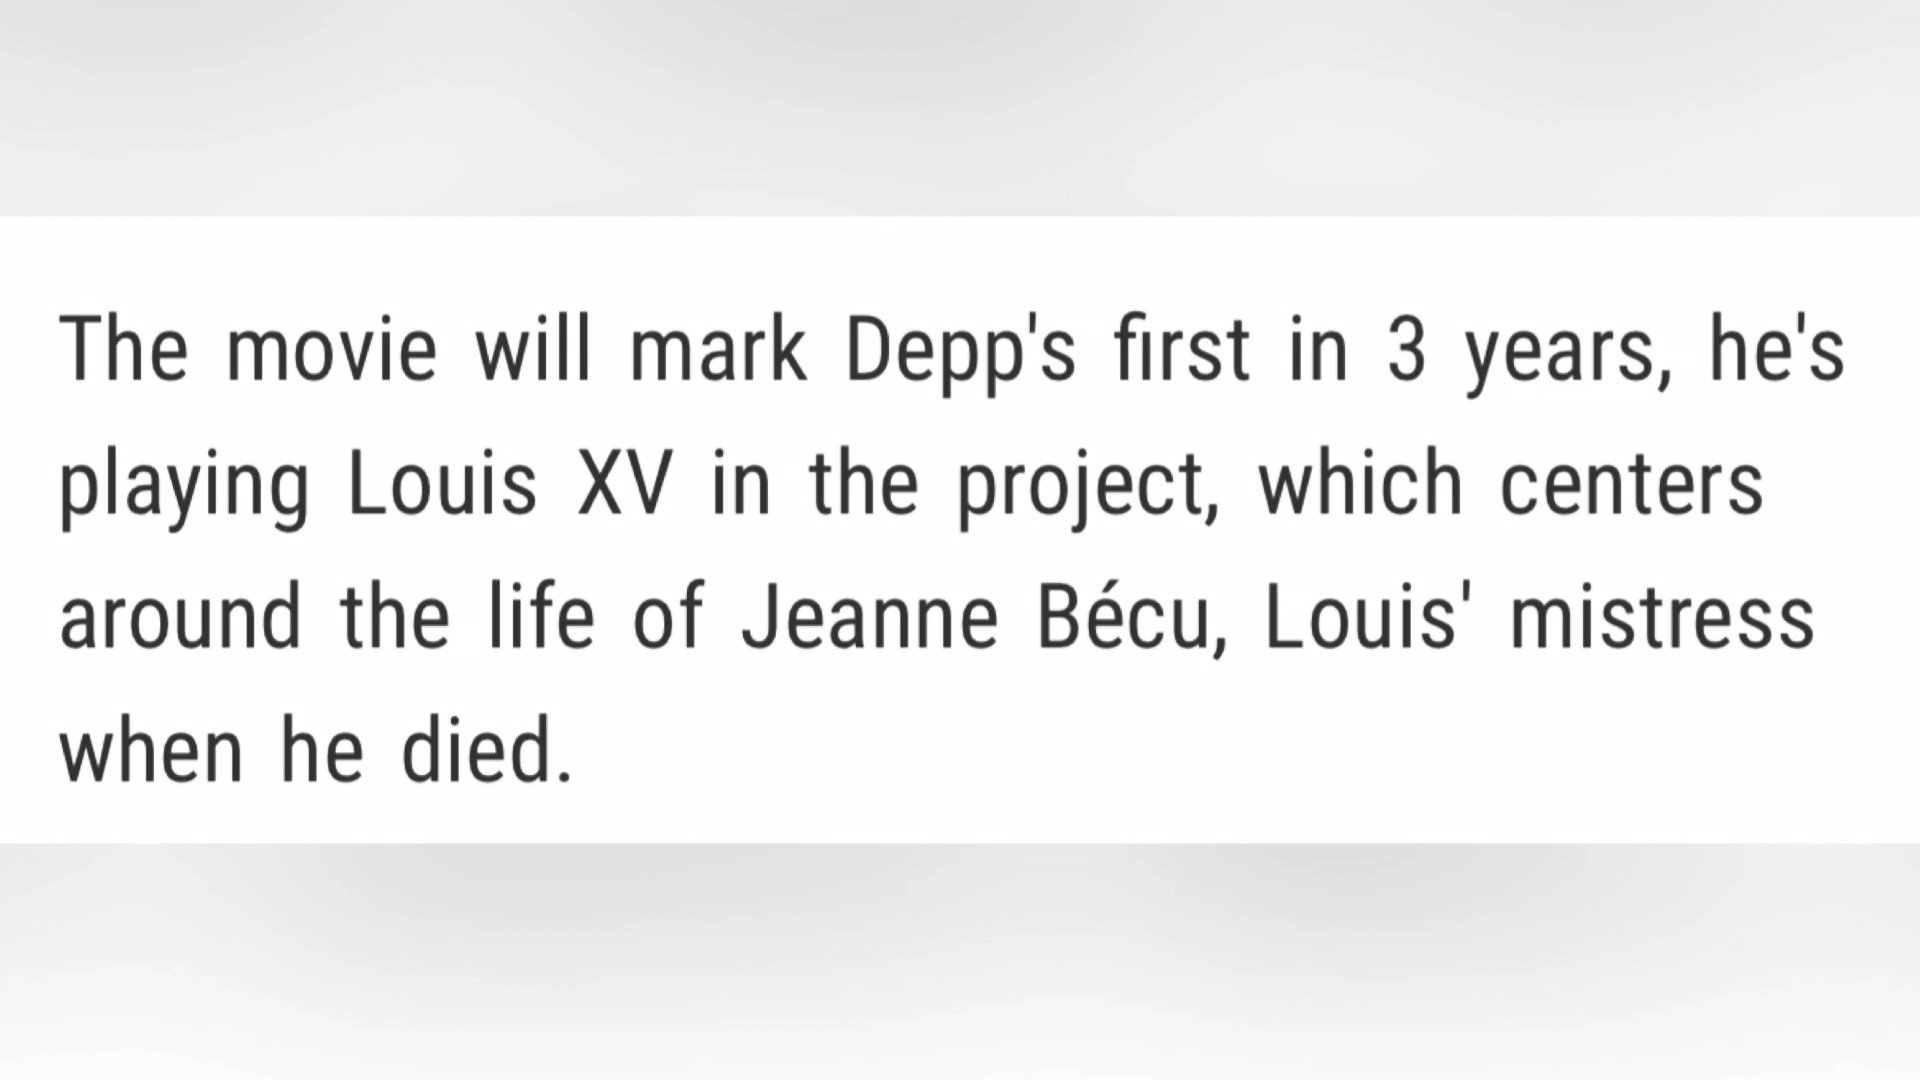 The movie will mark Depp's first in 3 years, he's
playing Louis XV in the project, which centers
around the life of Jeanne Bécu, Louis' mistress
when he died.